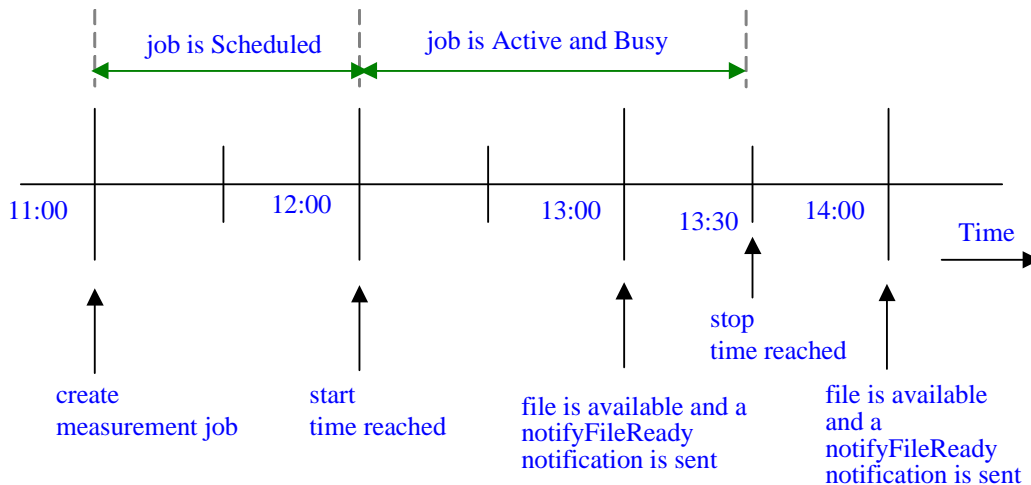 job is Scheduled
job is Active and Busy
11:00
12:00
13:00
13:30
14:00
Time
create
measurement job
start
time reached
file is available and a
notifyFileReady
notification is sent
stop
time reached
file is available
and a
notifyFileReady
notification is sent